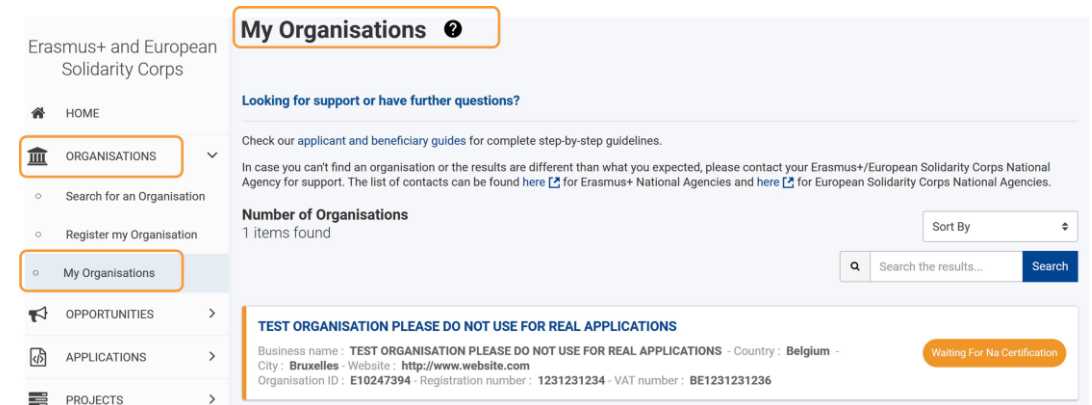 Erasmus+ and European
Solidarity Corps
HOME
ORGANISATIONS
Search for an Organisation
Register my Organisation
My Organisations
OPPORTUNITIES
APPLICATIONS
PROJECTS
My Organisations ?
Looking for support or have further questions?
Check our applicant and beneficiary guides for complete step-by-step guidelines.
In case you can't find an organisation or the results are different than what you expected, please contact your Erasmus+/European Solidarity Corps National
Agency for support. The list of contacts can be found here for Erasmus+ National Agencies and here for European Solidarity Corps National Agencies.
Number of Organisations
1 items found
Sort By
Search the results... Search
TEST ORGANISATION PLEASE DO NOT USE FOR REAL APPLICATIONS
Business name : TEST ORGANISATION PLEASE DO NOT USE FOR REAL APPLICATIONS - Country : Belgium -
City : Bruxelles - Website : http://www.website.com
Organisation ID : E10247394 - Registration number : 1231231234 - VAT number : BE1231231236
Waiting For Na Certification